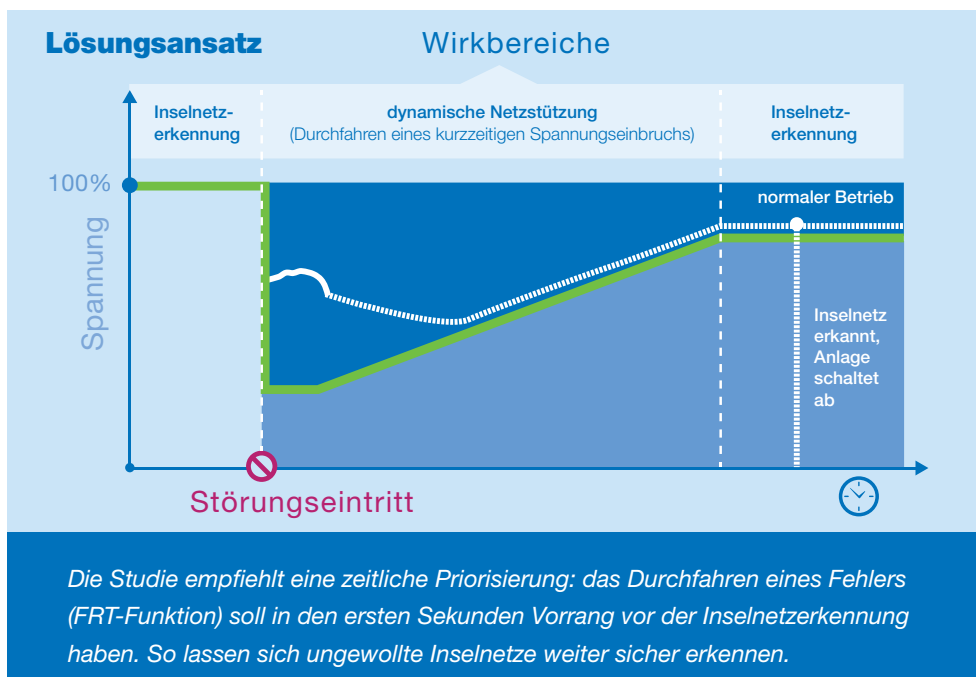 Lösungsansatz
Wirkbereiche
Inselnetz-
erkennung
dynamische Netzstützung
(Durchfahren eines kurzzeitigen Spannungseinbruchs)
Inselnetz-
erkennung
100%
Spannung
normaler Betrieb
Inselnetz
erkannt,
Anlage
schaltet
ab
Störungseintritt
Die Studie empfiehlt eine zeitliche Priorisierung: das Durchfahren eines Fehlers
(FRT-Funktion) soll in den ersten Sekunden Vorrang vor der Inselnetzerkennung
haben. So lassen sich ungewollte Inselnetze weiter sicher erkennen.